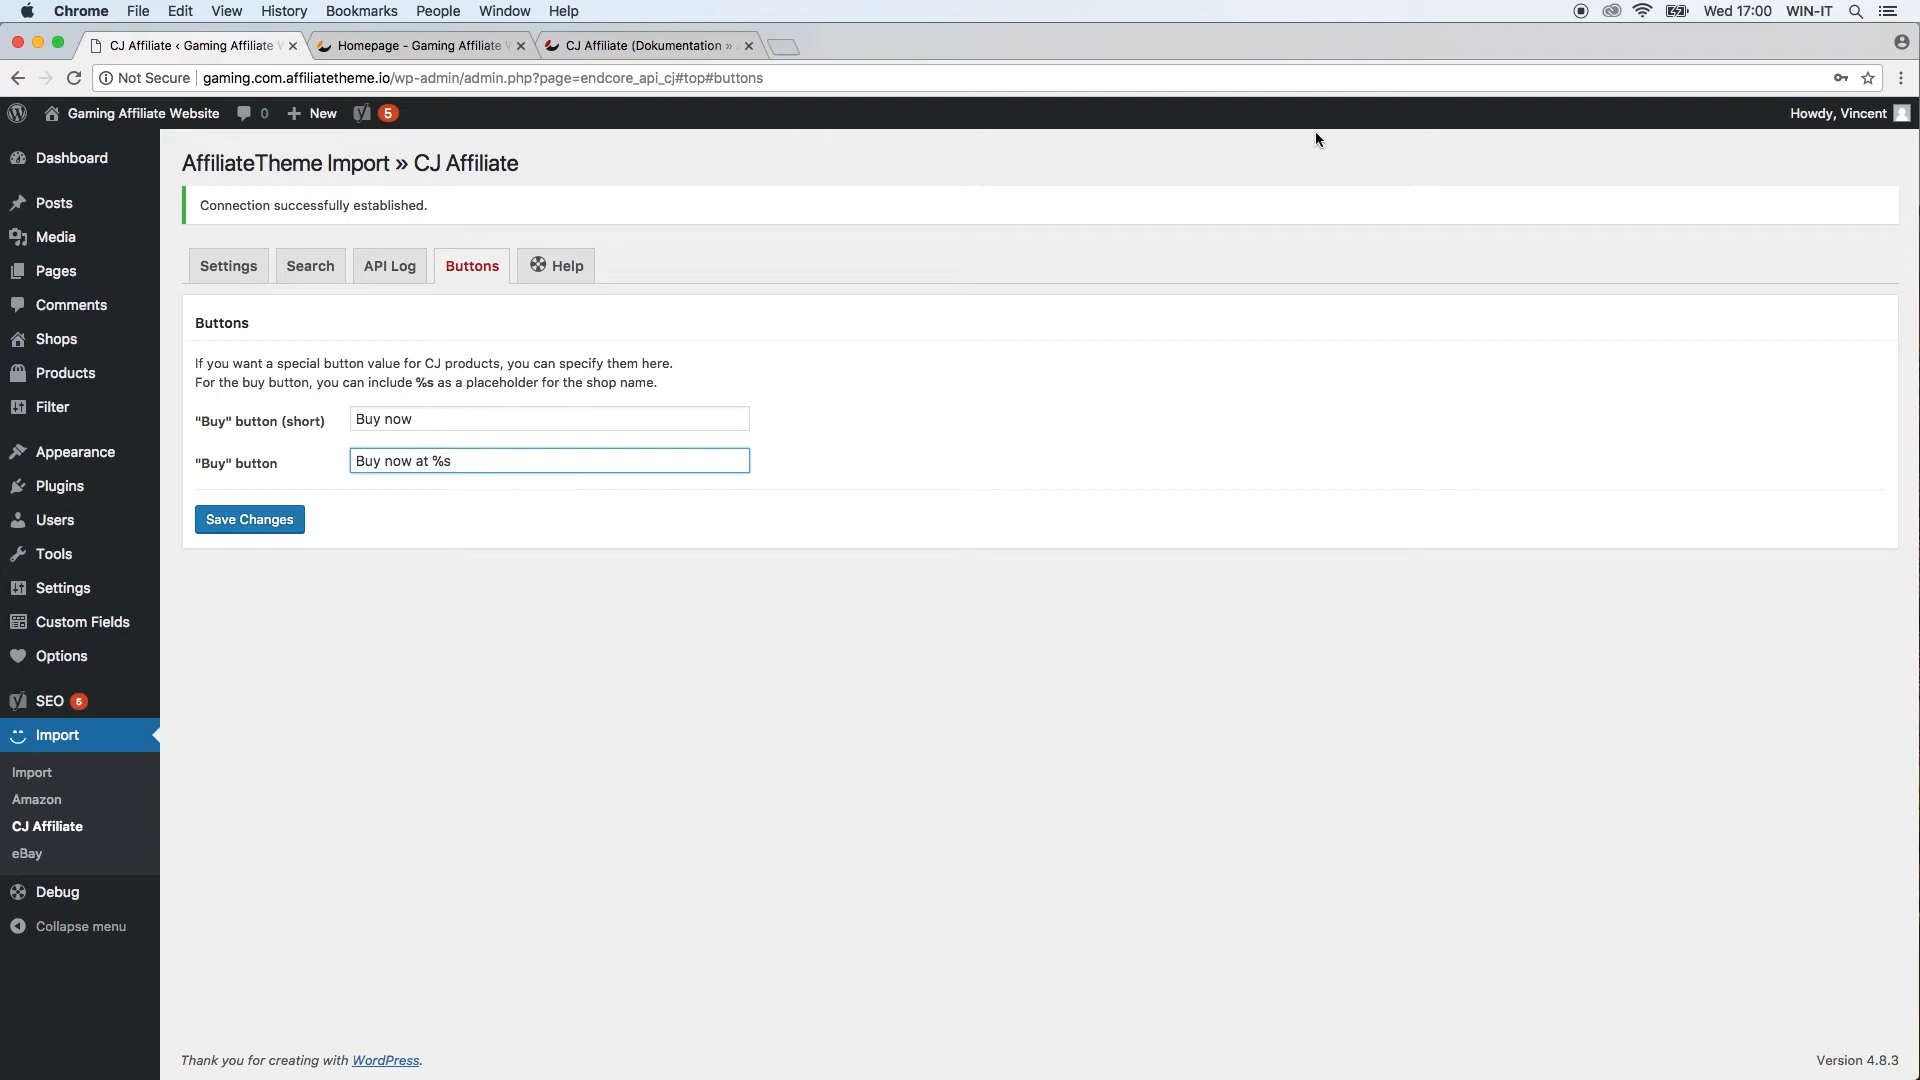 Chrome File Edit View History Bookmarks People Window Help
Wed 17:00 WIN-IT
CJ Affiliate ‹ Gaming Affiliate W
Homepage - Gaming Affiliate W
CJ Affiliate (Dokumentation »
Not Secure gaming.com.affiliatetheme.io/wp-admin/admin.php?page=endcore_api_cj#top#buttons
Gaming Affiliate Website 0 New 5
Howdy, Vincent
Dashboard
Posts
Media
Pages
Comments
Shops
Products
Filter
Appearance
Plugins
Users
Tools
Settings
Custom Fields
Options
SEO 5
Import
Import
Amazon
CJ Affiliate
eBay
Debug
Collapse menu
AffiliateTheme Import » CJ Affiliate
Connection successfully established.
Settings Search API Log Buttons Help
Buttons
If you want a special button value for CJ products, you can specify them here.
For the buy button, you can include %s as a placeholder for the shop name.
"Buy" button (short) Buy now
"Buy" button Buy now at %s
Save Changes
Thank you for creating with WordPress.
Version 4.8.3